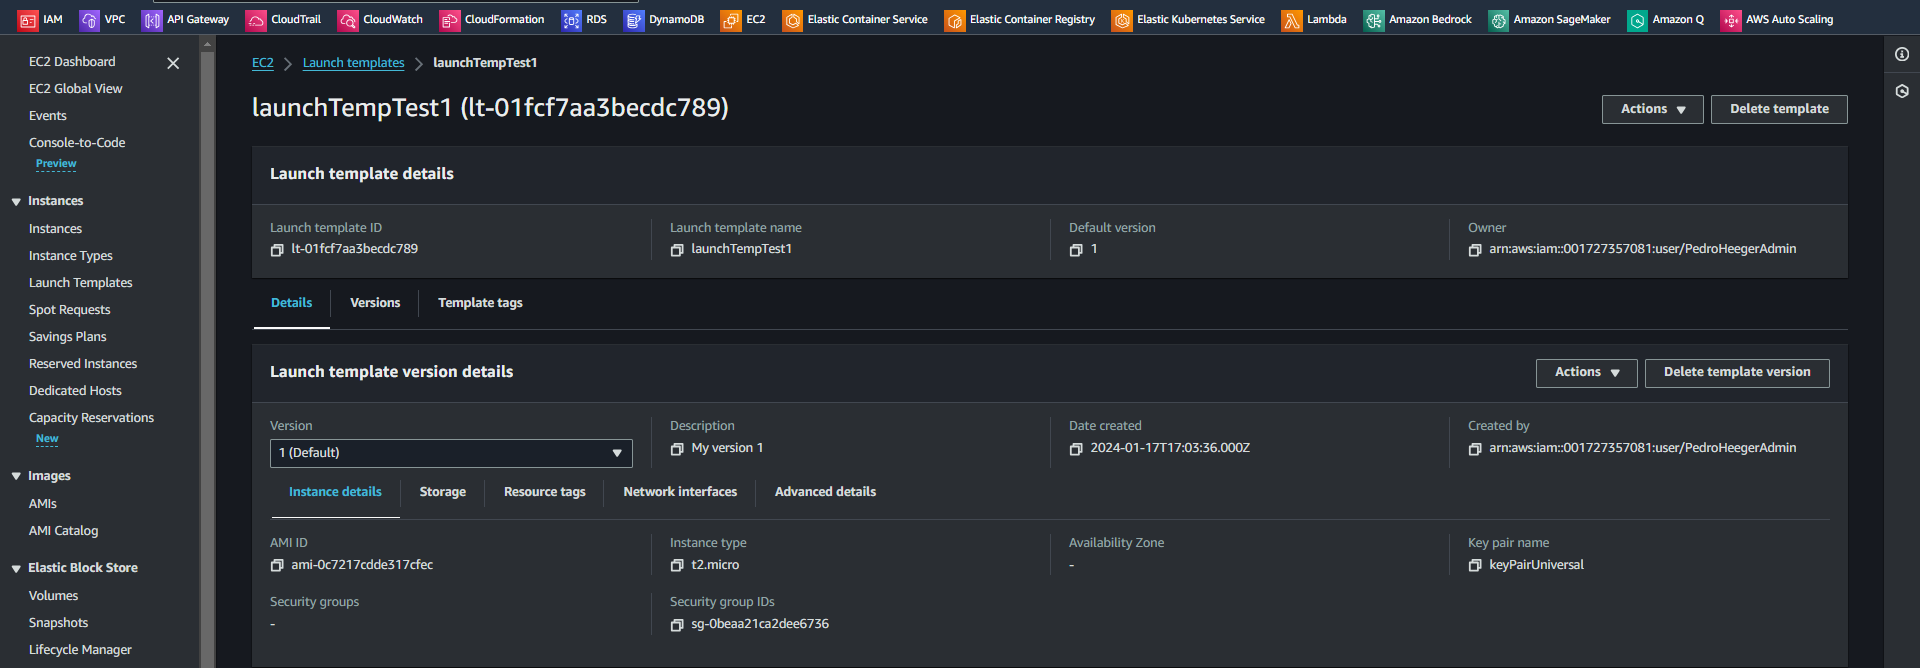 IAM VPC API Gateway CloudTrail CloudWatch CloudFormation RDS DynamoDB EC2 Elastic Container Service Elastic Container Registry Elastic Kubernetes Service Lambda Amazon Bedrock Amazon SageMaker Amazon Q AWS Auto Scaling
EC2 Dashboard
EC2 Global View
Events
Console-to-Code
Preview
Instances
Instances
Instance Types
Launch Templates
Spot Requests
Savings Plans
Reserved Instances
Dedicated Hosts
Capacity Reservations
New
Images
AMIs
AMI Catalog
Elastic Block Store
Volumes
Snapshots
Lifecycle Manager
EC2 Launch templates launchTempTest1
launchTempTest1 (lt-01fcf7aa3becdc789)
Actions Delete template
Launch template details
Launch template ID
lt-01fcf7aa3becdc789
Launch template name
launchTempTest1
Default version
1
Owner
arn:aws:iam::001727357081:user/PedroHeegerAdmin
Details Versions Template tags
Launch template version details
Actions Delete template version
Version
1 (Default)
Description
My version 1
Date created
2024-01-17T17:03:36.000Z
Created by
arn:aws:iam::001727357081:user/PedroHeegerAdmin
Instance details Storage Resource tags Network interfaces Advanced details
AMI ID
ami-0c7217cdde317cfec
Instance type
t2.micro
Availability Zone
-
Key pair name
keyPairUniversal
Security groups
-
Security group IDs
sg-0beaa21ca2dee6736